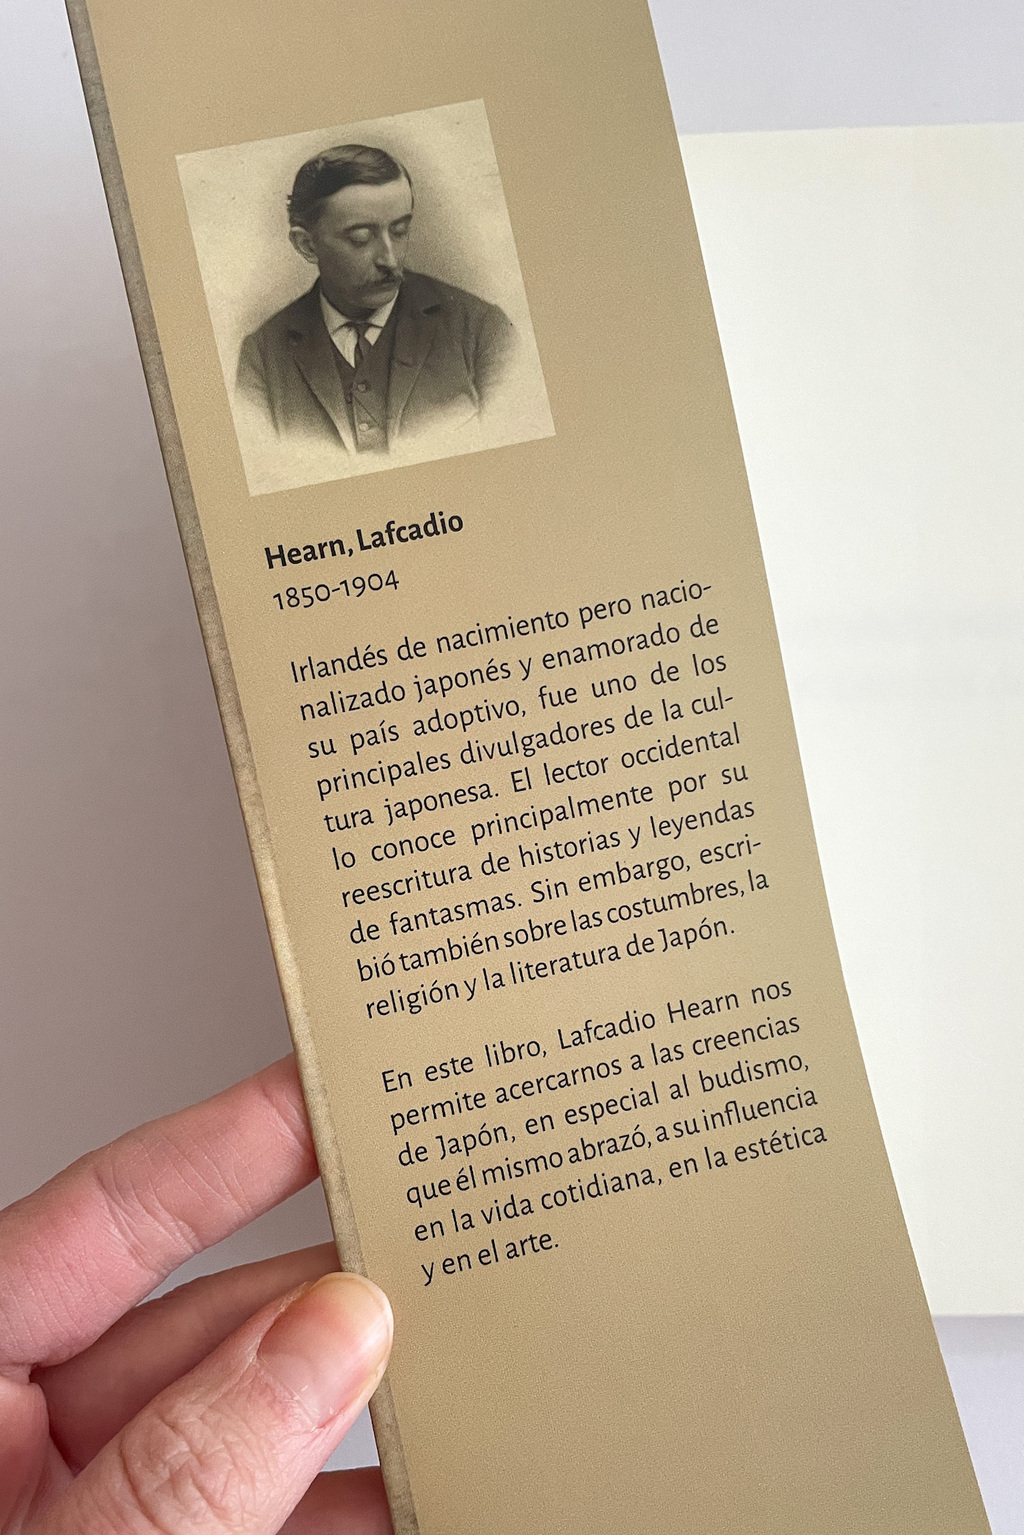 Hearn, Lafcadio
1850-1904
Irlandés de nacimiento pero nacio-
nalizado japonés y enamorado de
su país adoptivo, fue uno de los
principales divulgadores de la cul-
tura japonesa. El lector occidental
lo conoce principalmente por su
reescritura de historias y leyendas
de fantasmas. Sin embargo, escri-
bió también sobre las costumbres, la
religión y la literatura de Japón.
En este libro, Lafcadio Hearn nos
permite acercarnos a las creencias
de Japón, en especial al budismo,
que él mismo abrazó, a su influencia
en la vida cotidiana, en la estética
y en el arte.